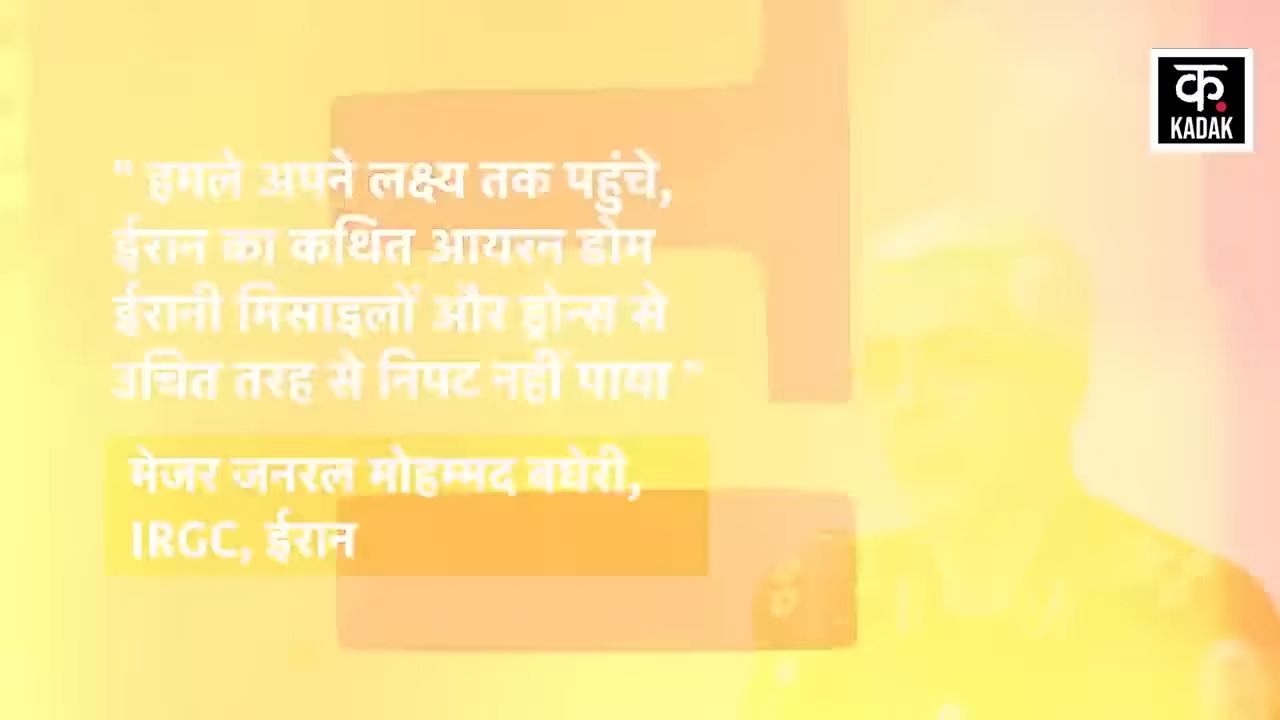 " हमले अपने लक्ष्य तक पहुंचे,
ईरान का कथित आयरन डोम
ईरानी मिसाइलों और ड्रोन्स से
उचित तरह से निपट नहीं पाया "
मेजर जनरल मोहम्मद बघेरी,
IRGC, ईरान
क.
KADAK